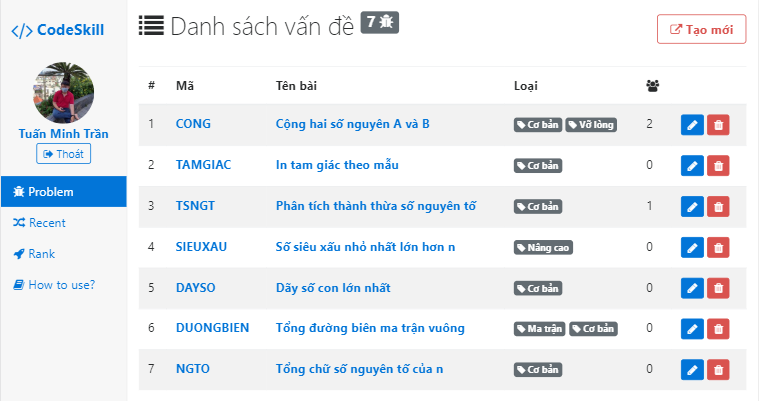 CodeSkill
Tuấn Minh Trần
Thoát
Problem
Recent
Rank
How to use?
Danh sách vấn đề 7
Tạo mới
# Mã Tên bài Loại
1 CONG Cộng hai số nguyên A và B Cơ bản Vỡ lòng 2
2 TAMGIAC In tam giác theo mẫu Cơ bản 0
3 TSNGT Phân tích thành thừa số nguyên tố Cơ bản 1
4 SIEUXAU Số siêu xấu nhỏ nhất lớn hơn n Nâng cao 0
5 DAYSO Dãy số con lớn nhất Cơ bản 0
6 DUONGBIEN Tổng đường biên ma trận vuông Ma trận Cơ bản 0
7 NGTO Tổng chữ số nguyên tố của n Cơ bản 0